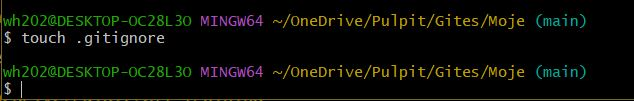 wh202@DESKTOP-OC28L3O MINGW64 ~/OneDrive/Pulpit/Gites/Moje (main)
$ touch .gitignore
wh202@DESKTOP-OC28L3O MINGW64 ~/OneDrive/Pulpit/Gites/Moje (main)
$